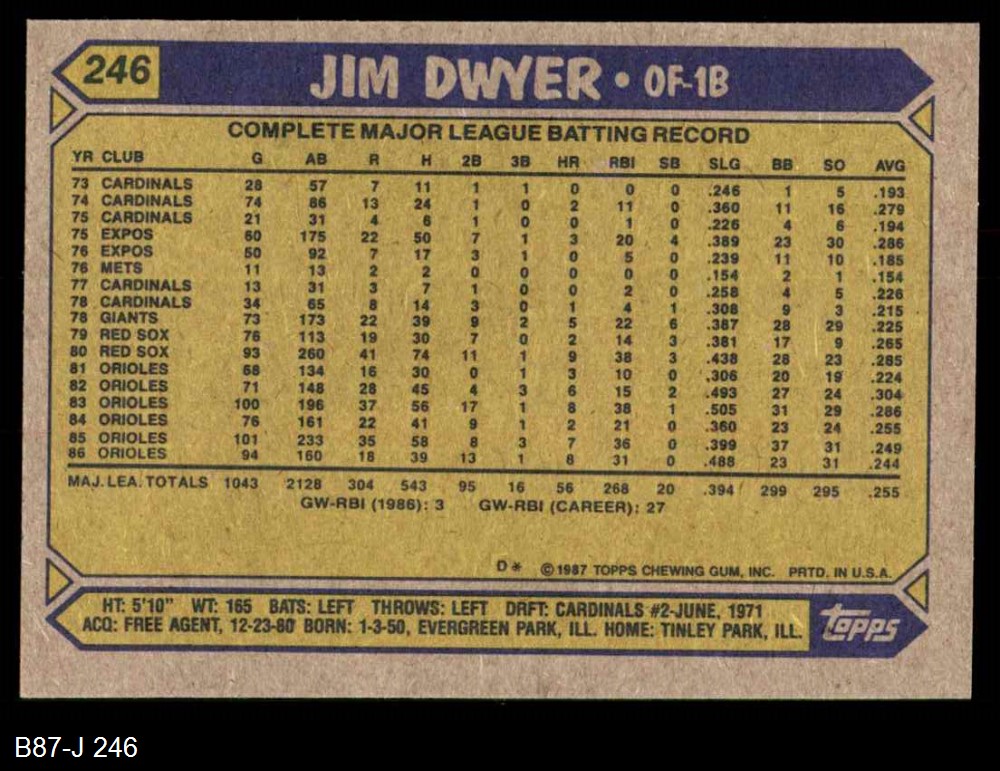 246
JIM DWYER • OF-1B
COMPLETE MAJOR LEAGUE BATTING RECORD
YR CLUB G AB R H 2B 3B HR RBI SB SLG BB SO AVG
73 CARDINALS 28 57 7 11 1 1 0 0 0 .246 1 5 .193
74 CARDINALS 74 86 13 24 1 0 2 11 0 .360 11 16 .279
75 CARDINALS 21 31 4 6 1 0 0 1 0 .226 4 6 .194
75 EXPOS 60 175 22 50 7 1 3 20 4 .389 23 30 .286
76 EXPOS 50 92 7 17 3 1 0 5 0 .239 11 10 .185
76 METS 11 13 2 2 0 0 0 0 0 .154 2 1 .154
77 CARDINALS 13 31 3 7 1 0 0 2 0 .258 4 5 .226
78 CARDINALS 34 65 8 14 3 0 1 4 1 .308 9 3 .215
78 GIANTS 73 173 22 39 9 2 5 22 6 .387 28 29 .225
79 RED SOX 76 113 19 30 7 0 2 14 3 .381 17 9 .265
80 RED SOX 93 260 41 74 11 1 9 38 3 .438 28 23 .285
81 ORIOLES 68 134 16 30 0 1 3 10 0 .306 20 19 .224
82 ORIOLES 71 148 28 45 4 3 6 15 2 .493 27 24 .304
83 ORIOLES 100 196 37 56 17 1 8 38 1 .505 31 29 .286
84 ORIOLES 76 161 22 41 9 1 2 21 0 .360 23 24 .255
85 ORIOLES 101 233 35 58 8 3 7 36 0 .399 37 31 .249
86 ORIOLES 94 160 18 39 13 1 8 31 0 .488 23 31 .244
MAJ. LEA. TOTALS 1043 2128 304 543 95 16 56 268 20 .394 299 295 .255
GW-RBI (1986): 3 GW-RBI (CAREER): 27
D* ©1987 TOPPS CHEWING GUM, INC. PRTD. IN U.S.A.
HT: 5'10" WT: 165 BATS: LEFT THROWS: LEFT DRFT: CARDINALS #2-JUNE, 1971
ACQ: FREE AGENT, 12-23-80 BORN: 1-3-50, EVERGREEN PARK, ILL. HOME: TINLEY PARK, ILL.
Topps
B87-J 246